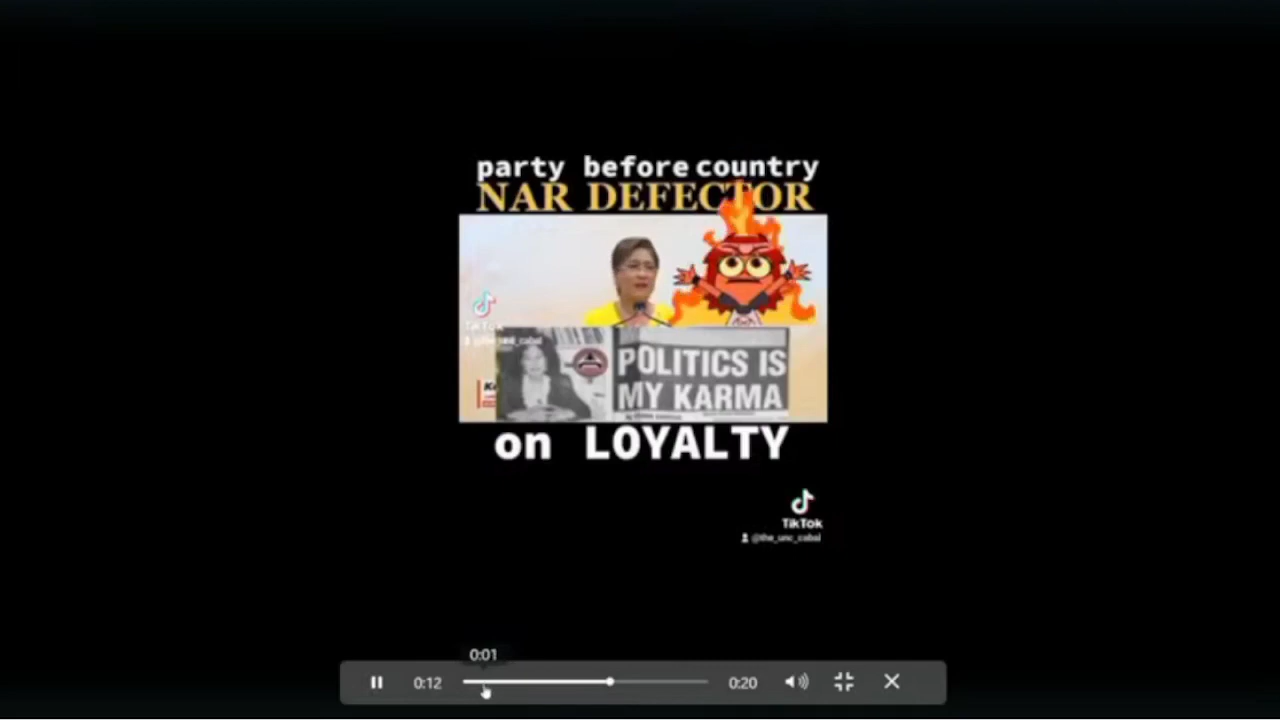 party before country
NAR DEFECTOR
TikTok
POLITICS IS
MY KARMA
on LOYALTY
TikTok
@the_unc_cabal
0:01
0:12
0:20